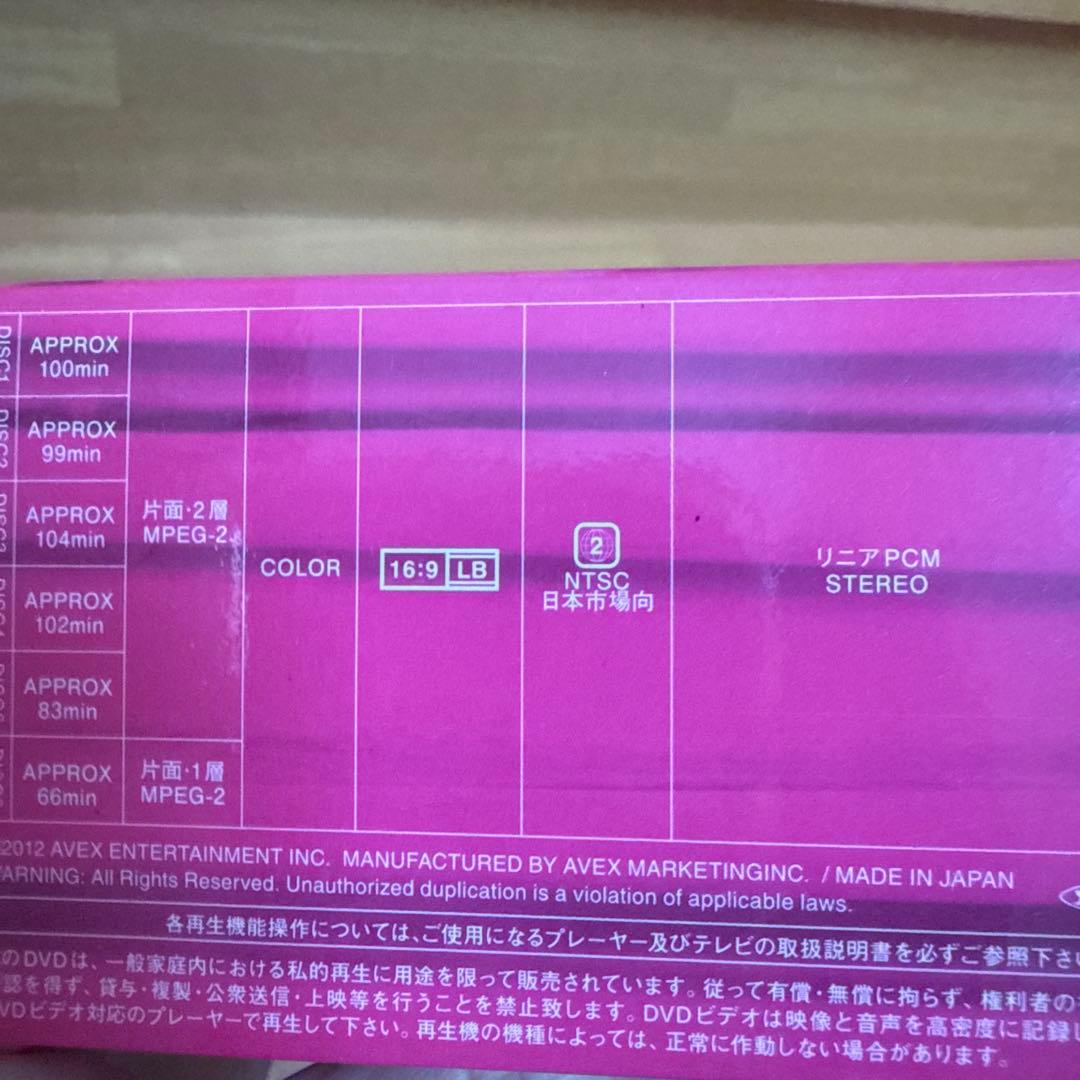 DISC1
APPROX
100min
DISC2
APPROX
99min
DISC3
APPROX
104min
APPROX
102min
APPROX
83min
APPROX
66min
片面・2層
MPEG-2
片面・1層
MPEG-2
COLOR
16:9 LB
2
NTSC
日本市場向
リニアPCM
STEREO
2012 AVEX ENTERTAINMENT INC. MANUFACTURED BY AVEX MARKETINGINC. / MADE IN JAPAN
ARNING: All Rights Reserved. Unauthorized duplication is a violation of applicable laws.
各再生機能操作については、ご使用になるプレーヤー及びテレビの取扱説明書を必ずご参照下さい
のDVDは、一般家庭内における私的再生に用途を限って販売されています。従って有償・無償に拘らず、権利者の
認を得ず、貸与・複製・公衆送信・上映等を行うことを禁止致します。DVDビデオは映像と音声を高密度に記録し
VDビデオ対応のプレーヤーで再生して下さい。再生機の機種によっては、正常に作動しない場合があります。